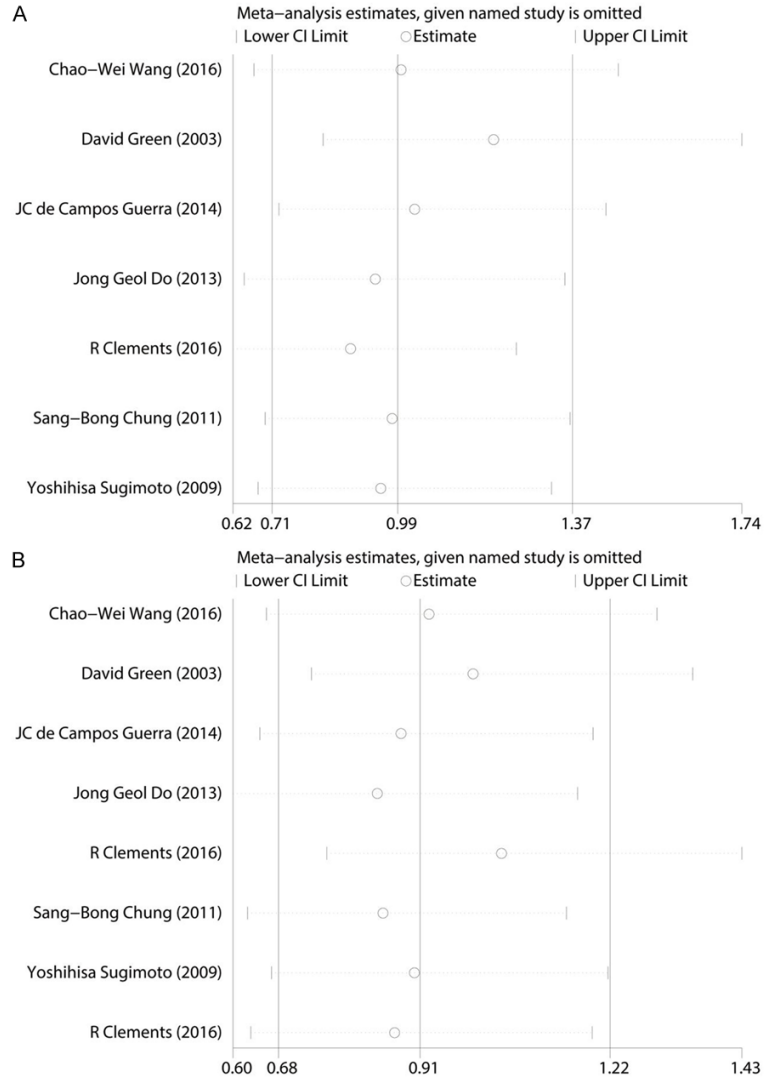 A
Meta−analysis estimates, given named study is omitted
| Lower CI Limit ○ Estimate | Upper CI Limit
Chao−Wei Wang (2016)
David Green (2003)
JC de Campos Guerra (2014)
Jong Geol Do (2013)
R Clements (2016)
Sang−Bong Chung (2011)
Yoshihisa Sugimoto (2009)
0.62 0.71 0.99 1.37 1.74
B
Meta−analysis estimates, given named study is omitted
| Lower CI Limit ○ Estimate | Upper CI Limit
Chao−Wei Wang (2016)
David Green (2003)
JC de Campos Guerra (2014)
Jong Geol Do (2013)
R Clements (2016)
Sang−Bong Chung (2011)
Yoshihisa Sugimoto (2009)
R Clements (2016)
0.60 0.68 0.91 1.22 1.43